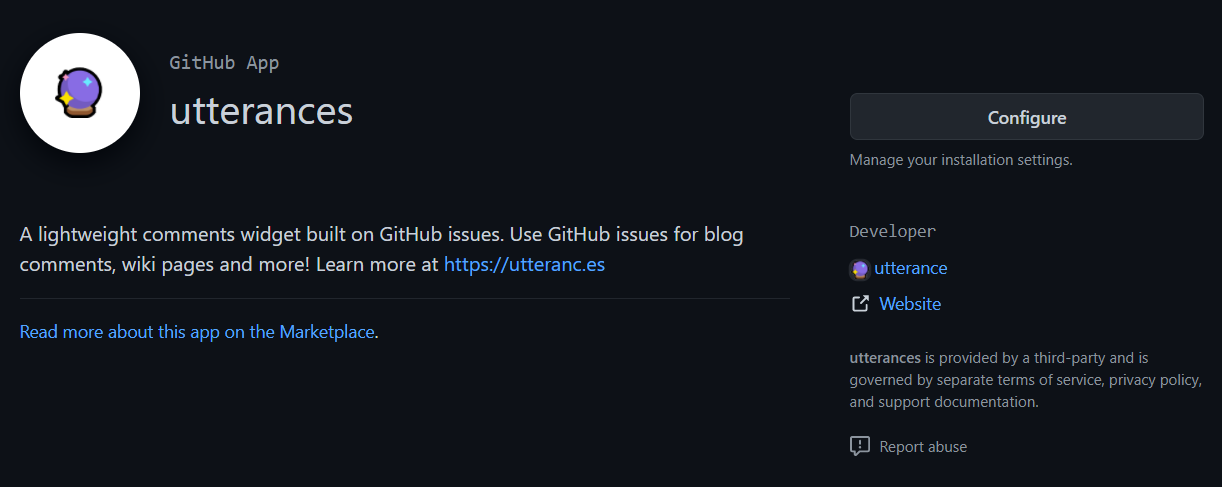 GitHub App
utterances
Configure
Manage your installation settings.
A lightweight comments widget built on GitHub issues. Use GitHub issues for blog
comments, wiki pages and more! Learn more at https://utteranc.es
Read more about this app on the Marketplace.
Developer
utterance
Website
utterances is provided by a third-party and is
governed by separate terms of service, privacy policy,
and support documentation.
Report abuse